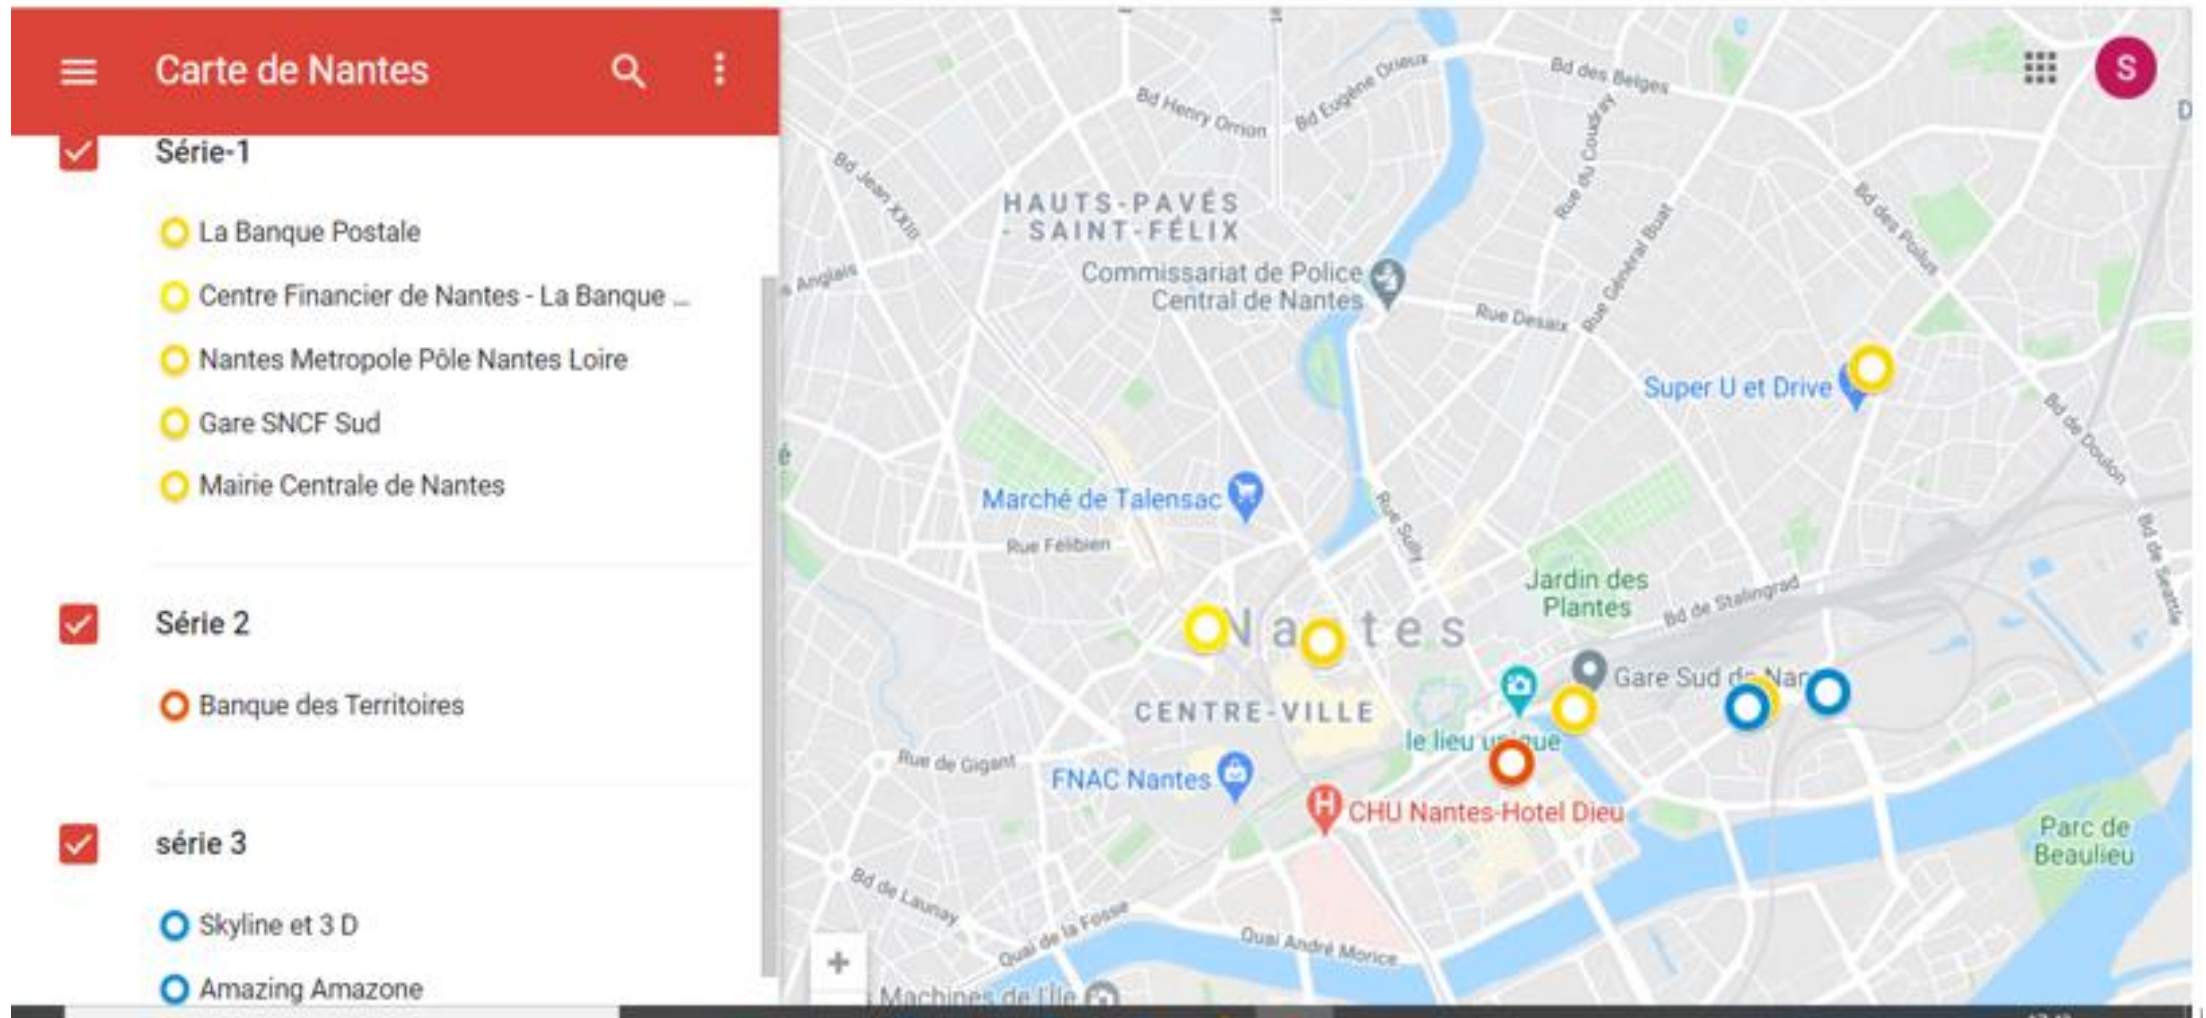 Carte de Nantes
Série-1
La Banque Postale
Centre Financier de Nantes - La Banque ...
Nantes Metropole Pôle Nantes Loire
Gare SNCF Sud
Mairie Centrale de Nantes
Série 2
Banque des Territoires
série 3
Skyline et 3 D
Amazing Amazone
S
Bd Henry Orrion
Bd Eugène Orieux
Bd des Belges
Rue du Coudray
Bd Jean XXIII
HAUTS-PAVÉS
- SAINT-FÉLIX
Bd des Poilus
Rue Général Buat
Anglais
Commissariat de Police
Central de Nantes
Rue Desaix
Super U et Drive
Bd de Doulon
Marché de Talensac
Rue Sully
Rue Félibien
Bd de Seattle
Jardin des
Plantes
Bd de Stalingrad
Nantes
Gare Sud de Nan
CENTRE-VILLE
le lieu unique
Rue de Gigant
FNAC Nantes
H
CHU Nantes-Hotel Dieu
Parc de
Beaulieu
Bd de Launay
Quai de la Fosse
Quai André Morice
+
Machines de l'Île